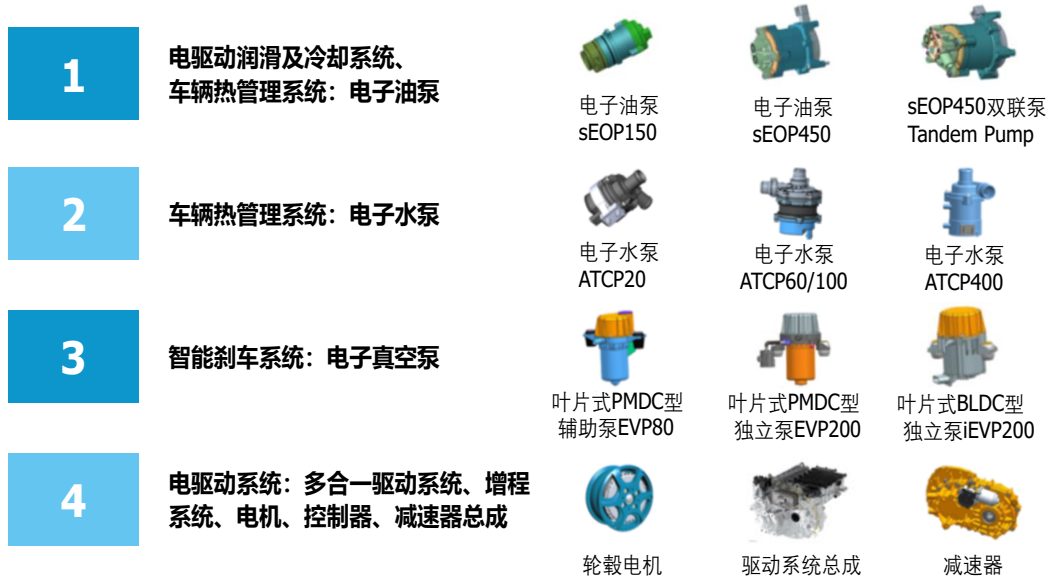 1
电驱动润滑及冷却系统、
车辆热管理系统：电子油泵
电子油泵
sEOP150
电子油泵
sEOP450
sEOP450双联泵
Tandem Pump
2
车辆热管理系统：电子水泵
电子水泵
ATCP20
电子水泵
ATCP60/100
电子水泵
ATCP400
3
智能刹车系统：电子真空泵
叶片式PMDC型
辅助泵EVP80
叶片式PMDC型
独立泵EVP200
叶片式BLDC型
独立泵iEVP200
4
电驱动系统：多合一驱动系统、增程
系统、电机、控制器、减速器总成
轮毂电机
驱动系统总成
减速器